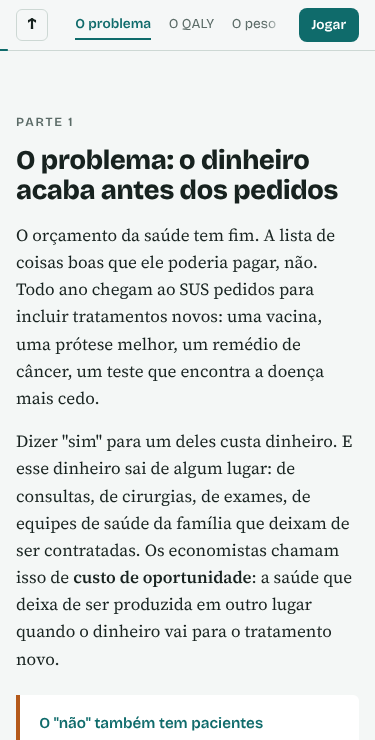 ↑ O problema O QALY O peso Jogar
PARTE 1
O problema: o dinheiro
acaba antes dos pedidos
O orçamento da saúde tem fim. A lista de
coisas boas que ele poderia pagar, não.
Todo ano chegam ao SUS pedidos para
incluir tratamentos novos: uma vacina,
uma prótese melhor, um remédio de
câncer, um teste que encontra a doença
mais cedo.
Dizer "sim" para um deles custa dinheiro. E
esse dinheiro sai de algum lugar: de
consultas, de cirurgias, de exames, de
equipes de saúde da família que deixam de
ser contratadas. Os economistas chamam
isso de custo de oportunidade: a saúde que
deixa de ser produzida em outro lugar
quando o dinheiro vai para o tratamento
novo.
O "não" também tem pacientes